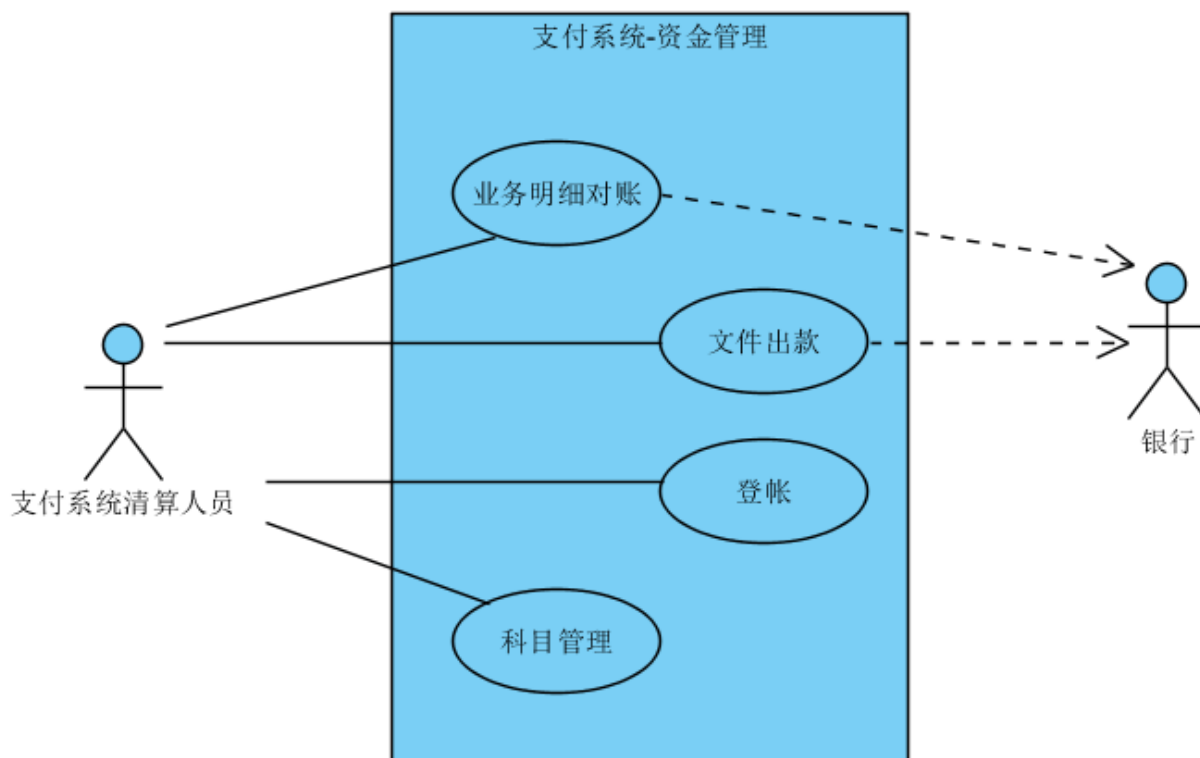 支付系统-资金管理
业务明细对账
文件出款
银行
登帐
支付系统清算人员
科目管理